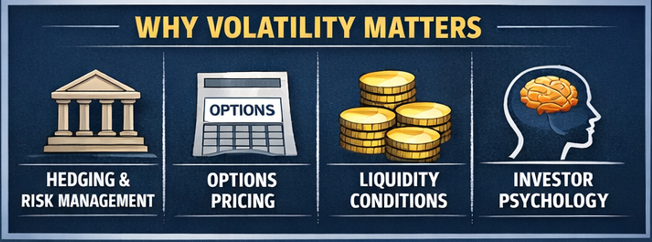 WHY VOLATILITY MATTERS
OPTIONS
HEDGING &
RISK MANAGEMENT
OPTIONS
PRICING
LIQUIDITY
CONDITIONS
INVESTOR
PSYCHOLOGY